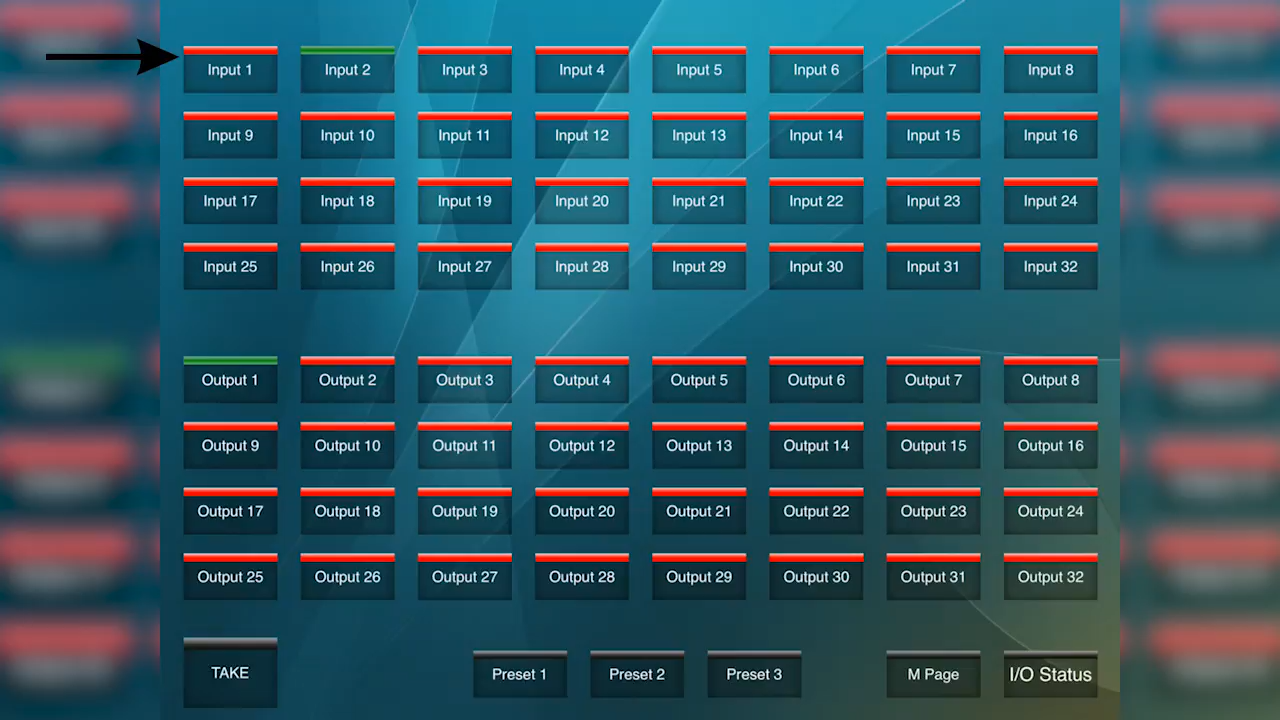 Input 1 Input 2 Input 3 Input 4 Input 5 Input 6 Input 7 Input 8
Input 9 Input 10 Input 11 Input 12 Input 13 Input 14 Input 15 Input 16
Input 17 Input 18 Input 19 Input 20 Input 21 Input 22 Input 23 Input 24
Input 25 Input 26 Input 27 Input 28 Input 29 Input 30 Input 31 Input 32
Output 1 Output 2 Output 3 Output 4 Output 5 Output 6 Output 7 Output 8
Output 9 Output 10 Output 11 Output 12 Output 13 Output 14 Output 15 Output 16
Output 17 Output 18 Output 19 Output 20 Output 21 Output 22 Output 23 Output 24
Output 25 Output 26 Output 27 Output 28 Output 29 Output 30 Output 31 Output 32
TAKE Preset 1 Preset 2 Preset 3 M Page I/O Status